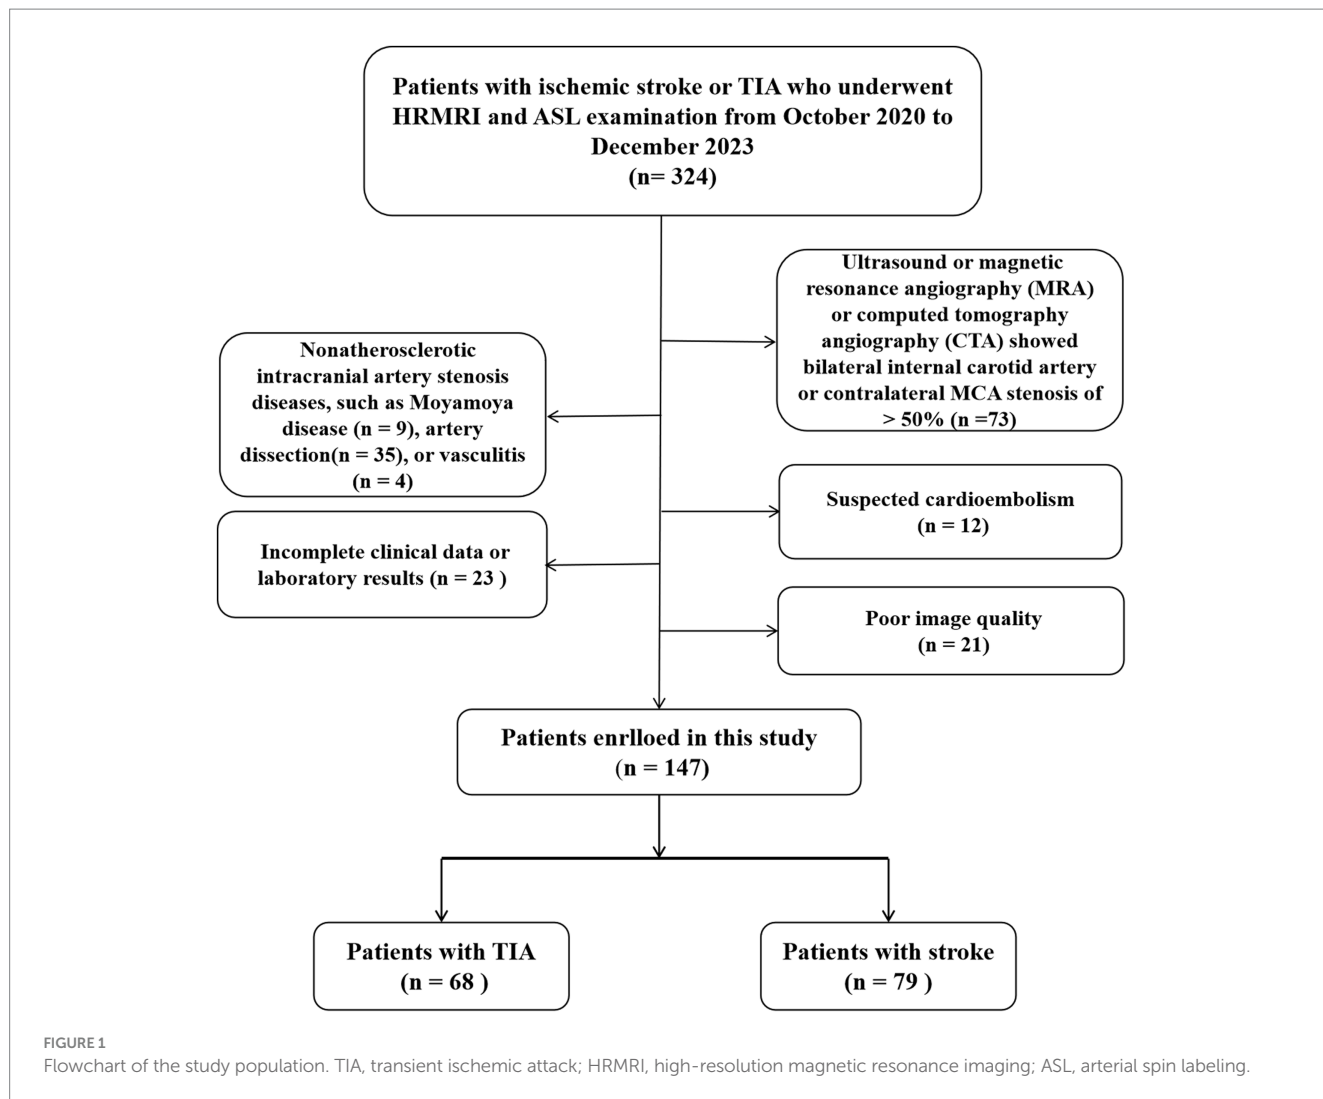 Patients with ischemic stroke or TIA who underwent
HRMRI and ASL examination from October 2020 to
December 2023
(n= 324)
Ultrasound or magnetic
resonance angiography (MRA)
or computed tomography
angiography (CTA) showed
bilateral internal carotid artery
or contralateral MCA stenosis of
> 50% (n =73)
Nonatherosclerotic
intracranial artery stenosis
diseases, such as Moyamoya
disease (n = 9), artery
dissection(n = 35), or vasculitis
(n = 4)
Suspected cardioembolism
(n = 12)
Incomplete clinical data or
laboratory results (n = 23 )
Poor image quality
(n = 21)
Patients enrlloed in this study
(n = 147)
Patients with TIA
(n = 68 )
Patients with stroke
(n = 79 )
FIGURE 1
Flowchart of the study population. TIA, transient ischemic attack; HRMRI, high-resolution magnetic resonance imaging; ASL, arterial spin labeling.